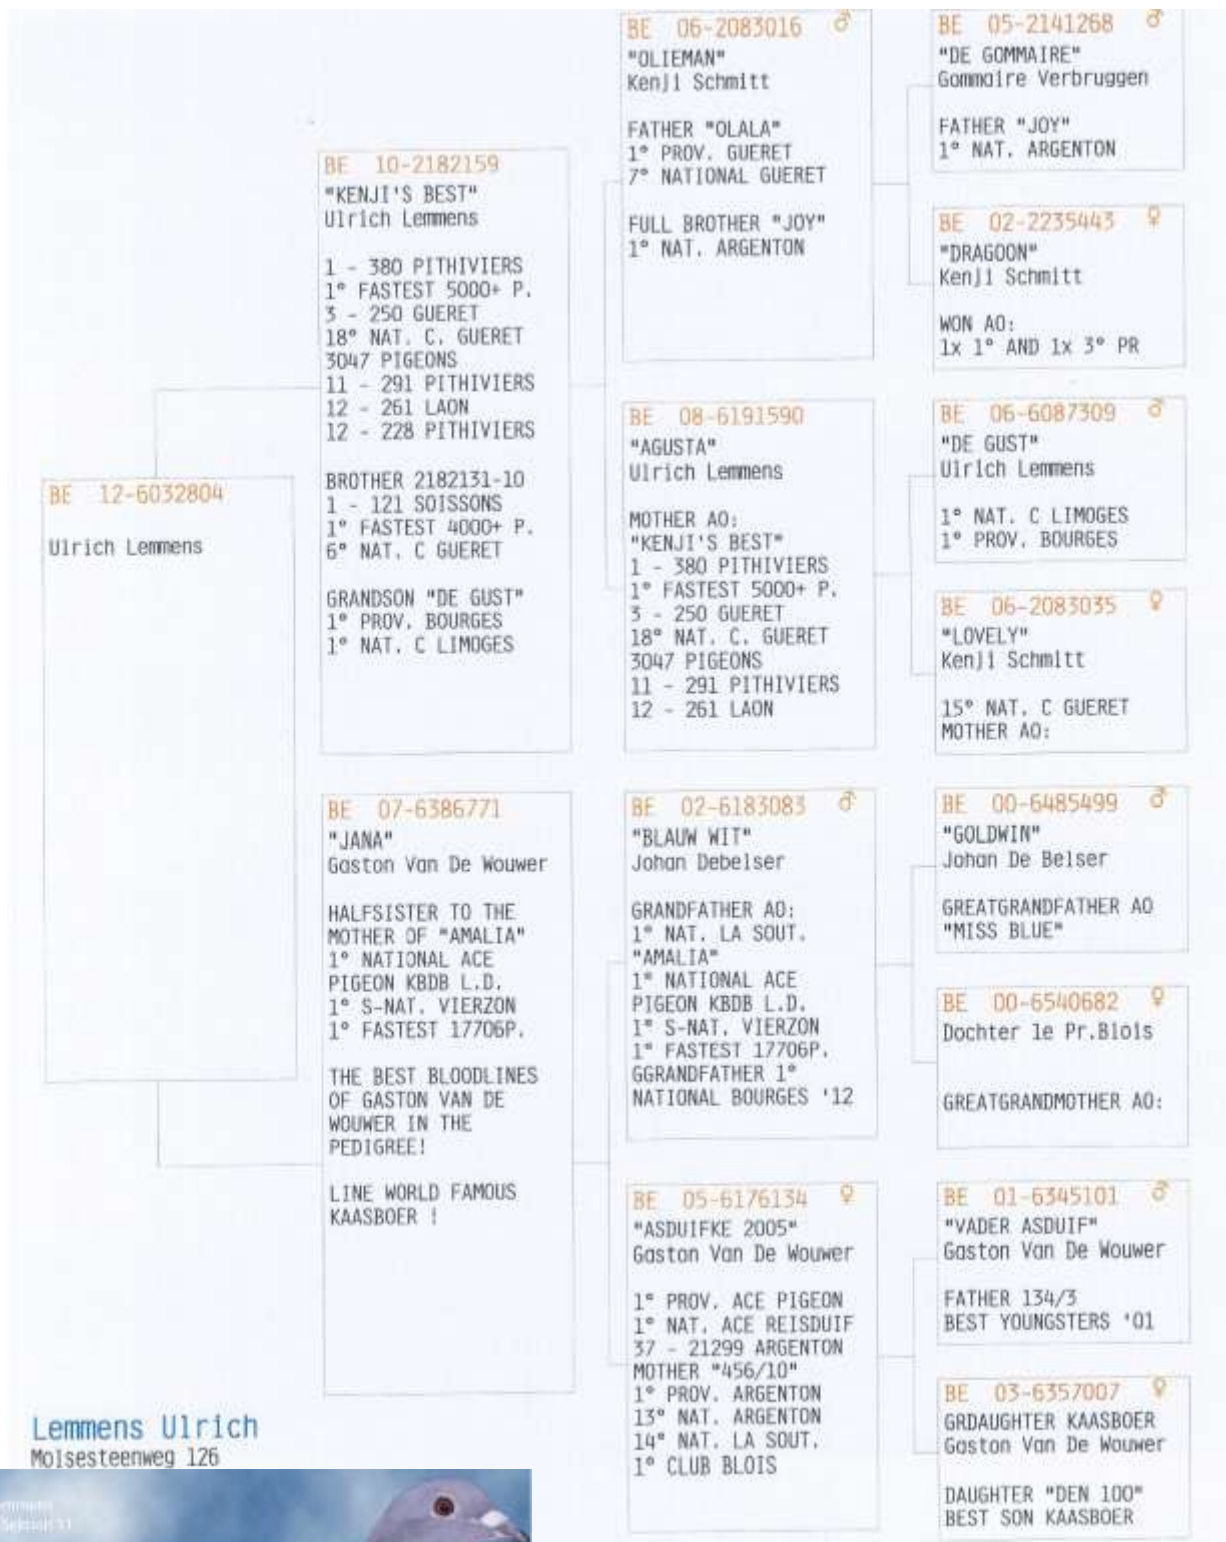 BE 12-6032804
Ulrich Lemmens
BE 10-2182159
"KENJI'S BEST"
Ulrich Lemmens
1 - 380 PITHIVIERS
1° FASTEST 5000+ P.
3 - 250 GUERET
18° NAT. C. GUERET
3047 PIGEONS
11 - 291 PITHIVIERS
12 - 261 LAON
12 - 228 PITHIVIERS
BROTHER 2182131-10
1 - 121 SOISSONS
1° FASTEST 4000+ P.
6° NAT. C GUERET
GRANDSON "DE GUST"
1° PROV. BOURGES
1° NAT. C LIMOGES
BE 07-6386771
"JANA"
Gaston Van De Wouwer
HALFSISTER TO THE
MOTHER OF "AMALIA"
1° NATIONAL ACE
PIGEON KBDB L.D.
1° S-NAT. VIERZON
1° FASTEST 17706P.
THE BEST BLOODLINES
OF GASTON VAN DE
WOUWER IN THE
PEDIGREE!
LINE WORLD FAMOUS
KAASBOER !
BE 06-2083016 ♂
"OLIEMAN"
Kenji Schmitt
FATHER "OLALA"
1° PROV. GUERET
7° NATIONAL GUERET
FULL BROTHER "JOY"
1° NAT. ARGENTON
BE 08-6191590
"AGUSTA"
Ulrich Lemmens
MOTHER AO:
"KENJI'S BEST"
1 - 380 PITHIVIERS
1° FASTEST 5000+ P.
3 - 250 GUERET
18° NAT. C. GUERET
3047 PIGEONS
11 - 291 PITHIVIERS
12 - 261 LAON
BE 02-6183083 ♂
"BLAUW WIT"
Johan Debelser
GRANDFATHER AO:
1° NAT. LA SOUT.
"AMALIA"
1° NATIONAL ACE
PIGEON KBDB L.D.
1° S-NAT. VIERZON
1° FASTEST 17706P.
GGRANDFATHER 1°
NATIONAL BOURGES '12
BE 05-6176134 ♀
"ASDUIFKE 2005"
Gaston Van De Wouwer
1° PROV. ACE PIGEON
1° NAT. ACE REISDUIF
37 - 21299 ARGENTON
MOTHER "456/10"
1° PROV. ARGENTON
13° NAT. ARGENTON
14° NAT. LA SOUT.
1° CLUB BLOIS
BE 05-2141268 ♂
"DE GOMMAIRE"
Gommaire Verbruggen
FATHER "JOY"
1° NAT. ARGENTON
BE 02-2235443 ♀
"DRAGOON"
Kenji Schmitt
WON AO:
1x 1° AND 1x 3° PR
BE 06-6087309 ♂
"DE GUST"
Ulrich Lemmens
1° NAT. C LIMOGES
1° PROV. BOURGES
BE 06-2083035 ♀
"LOVELY"
Kenji Schmitt
15° NAT. C GUERET
MOTHER AO:
BE 00-6485499 ♂
"GOLDWIN"
Johan De Belser
GREATGRANDFATHER AO
"MISS BLUE"
BE 00-6540682 ♀
Dochter 1e Pr.Blois
GREATGRANDMOTHER AO:
BE 01-6345101 ♂
"VADER ASDUIF"
Gaston Van De Wouwer
FATHER 134/3
BEST YOUNGSTERS '01
BE 03-6357007 ♀
GRDAUGHTER KAASBOER
Gaston Van De Wouwer
DAUGHTER "DEN 100"
BEST SON KAASBOER
Lemmens Ulrich
Molsesteenweg 126